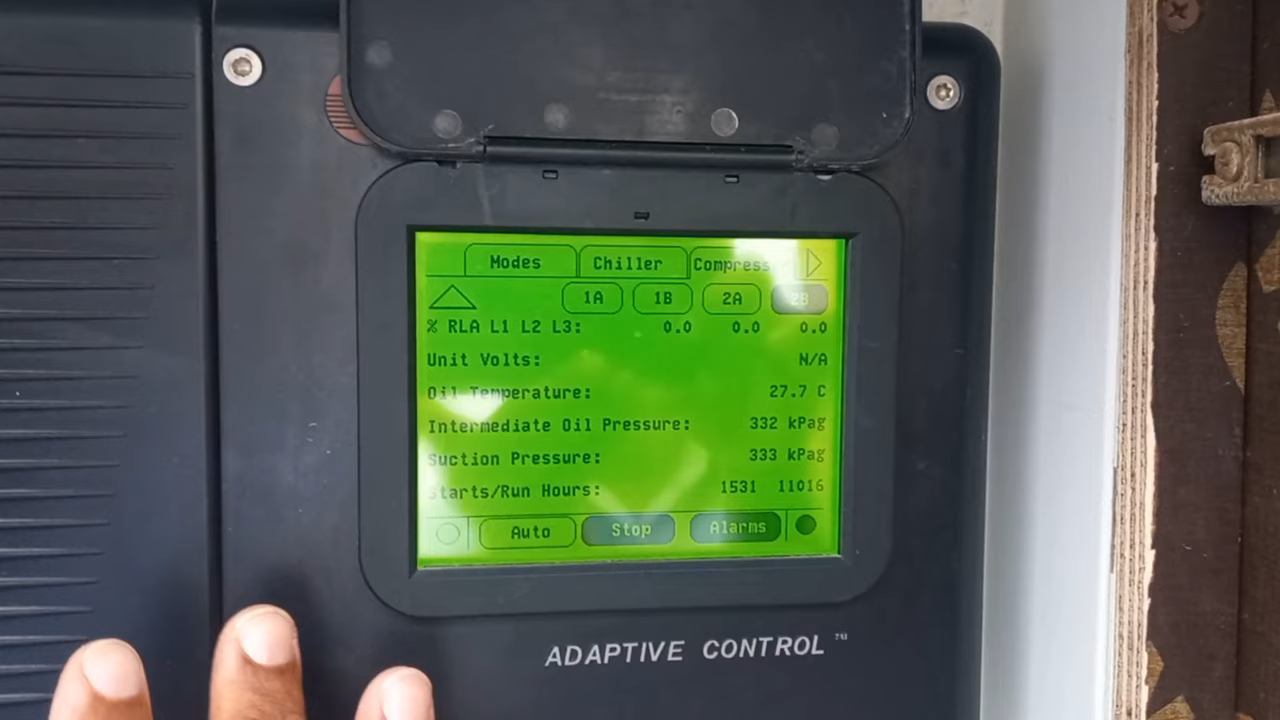 Modes Chiller Compress
1A 1B 2A 2B
% RLA L1 L2 L3: 0.0 0.0 0.0
Unit Volts: N/A
Oil Temperature: 27.7 C
Intermediate Oil Pressure: 332 kPag
Suction Pressure: 333 kPag
Starts/Run Hours: 1531 11016
Auto Stop Alarms
ADAPTIVE CONTROL™